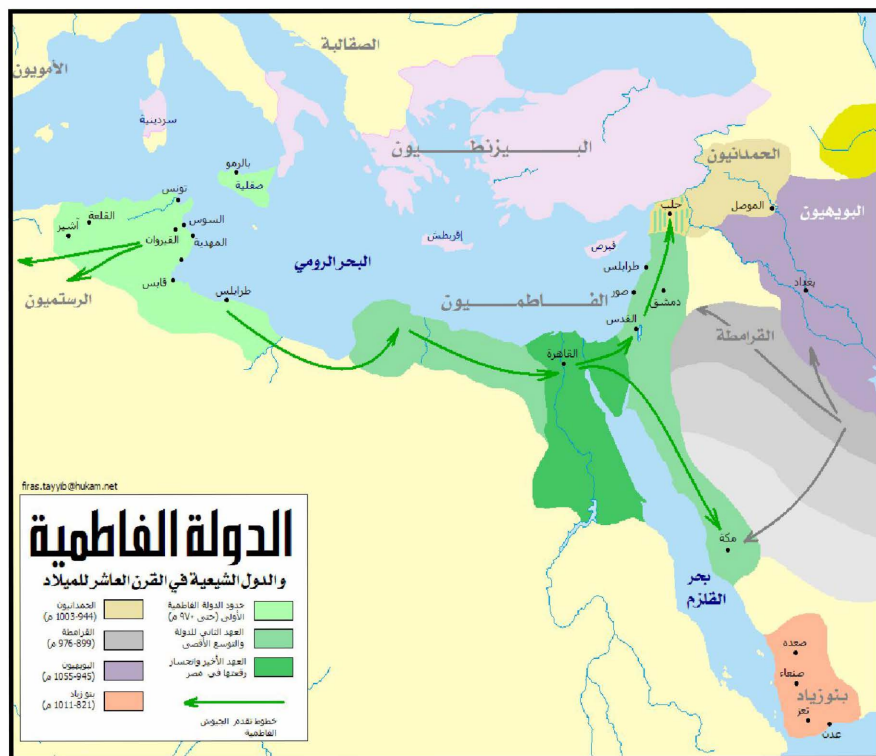 الصقالبة
الأمويون
سردينية
البـــيـــزنـطـــيـــون
الحمدانيون
بالرمو
صقلية
تونس
حلب
الموصل
البويهيون
القلعة
آشير
السوس
القيروان
المهدية
إقريطش
قبرص
البحر الرومي
طرابلس
بغداد
قابس
الرستميون
طرابلس
الفـــاطـمـــيـــون
صور
دمشق
القدس
القرامطة
القاهرة
مكة
بحر
القلزم
صعدة
صنعاء
بنو زياد
تعز
عدن
firas.tayyib@hukam.net
الدولة الفاطمية
والدول الشيعية في القرن العاشر للميلاد
حدود الدولة الفاطمية
الأولى (حتى ٩٧٠ م)
العهد الثاني للدولة
والتوسع الأقصى
العهد الأخير وانحسار
رقعتها في مصر
خطوط تقدم الجيوش
الفاطمية
الحمدانيون
(944-1003 م)
القرامطة
(899-976 م)
البويهيون
(945-1055 م)
بنو زياد
(821-1011 م)